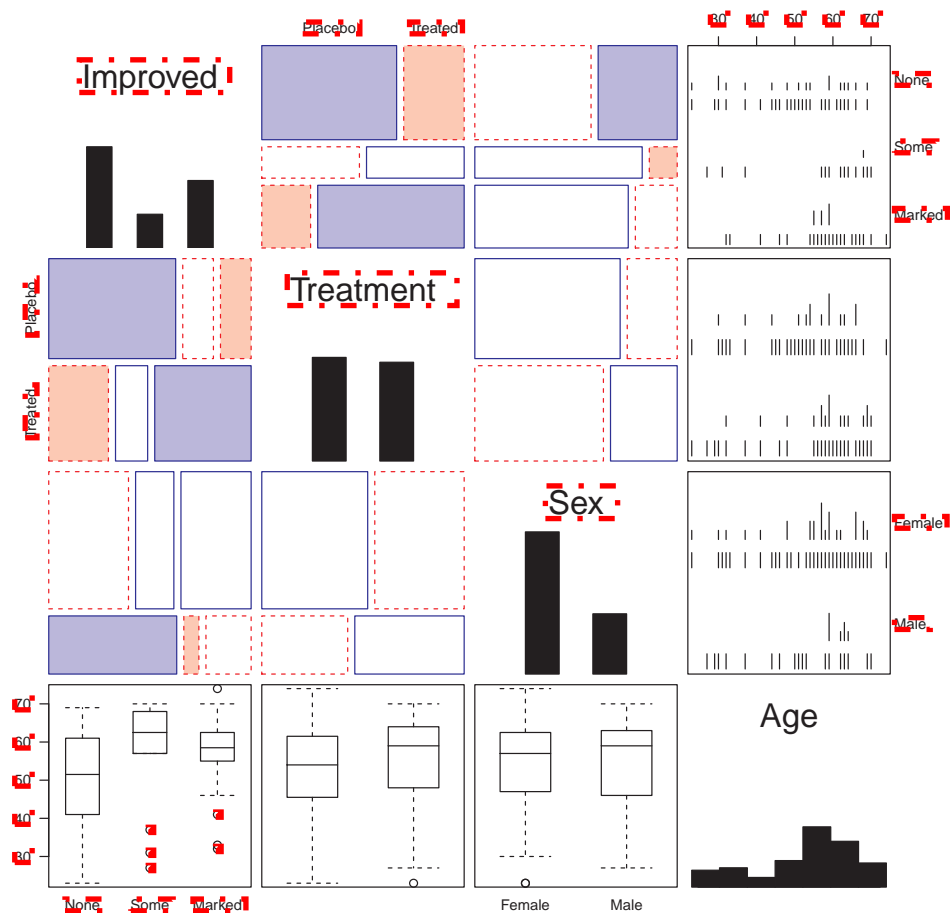 Placebo Treated
30 40 50 60 70
Improved
None
Some
Marked
Placebo
Treated
Treatment
Sex
Female
Male
70
60
50
40
30
Age
None Some Marked
Female Male